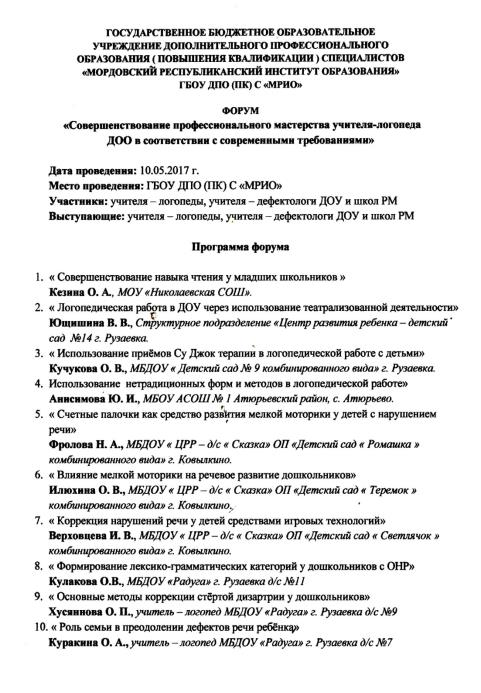 ГОСУДАРСТВЕННОЕ БЮДЖЕТНОЕ ОБРАЗОВАТЕЛЬНОЕ
УЧРЕЖДЕНИЕ ДОПОЛНИТЕЛЬНОГО ПРОФЕССИОНАЛЬНОГО
ОБРАЗОВАНИЯ ( ПОВЫШЕНИЯ КВАЛИФИКАЦИИ ) СПЕЦИАЛИСТОВ
«МОРДОВСКИЙ РЕСПУБЛИКАНСКИЙ ИНСТИТУТ ОБРАЗОВАНИЯ»
ГБОУ ДПО (ПК) С «МРИО»
ФОРУМ
«Совершенствование профессионального мастерства учителя-логопеда
ДОО в соответствии с современными требованиями»
Дата проведения: 10.05.2017 г.
Место проведения: ГБОУ ДПО (ПК) С «МРИО»
Участники: учителя – логопеды, учителя – дефектологи ДОУ и школ РМ
Выступающие: учителя – логопеды, учителя – дефектологи ДОУ и школ РМ
Программа форума
1. « Совершенствование навыка чтения у младших школьников »
Кезина О. А., МОУ «Николаевская СОШ».
2. « Логопедическая работа в ДОУ через использование театрализованной деятельности»
Ющишина В. В., Структурное подразделение «Центр развития ребенка – детский
сад №14 г. Рузаевка.
3. « Использование приёмов Су Джок терапии в логопедической работе с детьми»
Кучукова О. В., МБДОУ « Детский сад № 9 комбинированного вида» г. Рузаевка.
4. Использование нетрадиционных форм и методов в логопедической работе»
Анисимова Ю. И., МБОУ АСОШ № 1 Атюрьевский район, с. Атюрьево.
5. « Счетные палочки как средство развития мелкой моторики у детей с нарушением
речи»
Фролова Н. А., МБДОУ « ЦРР – д/с « Сказка» ОП «Детский сад « Ромашка »
комбинированного вида» г. Ковылкино.
6. « Влияние мелкой моторики на речевое развитие дошкольников»
Илюхина О. В., МБДОУ « ЦРР – д/с « Сказка» ОП «Детский сад « Теремок »
комбинированного вида» г. Ковылкино.
7. « Коррекция нарушений речи у детей средствами игровых технологий»
Верховцева И. В., МБДОУ « ЦРР – д/с « Сказка» ОП «Детский сад « Светлячок »
комбинированного вида» г. Ковылкино.
8. « Формирование лексико-грамматических категорий у дошкольников с ОНР»
Кулакова О.В., МБДОУ «Радуга» г. Рузаевка д/с №11
9. « Основные методы коррекции стёртой дизартрии у дошкольников»
Хусяннова О. П., учитель – логопед МБДОУ «Радуга» г. Рузаевка д/с №9
10. « Роль семьи в преодолении дефектов речи ребёнка»
Куракина О. А., учитель – логопед МБДОУ «Радуга» г. Рузаевка д/с №7